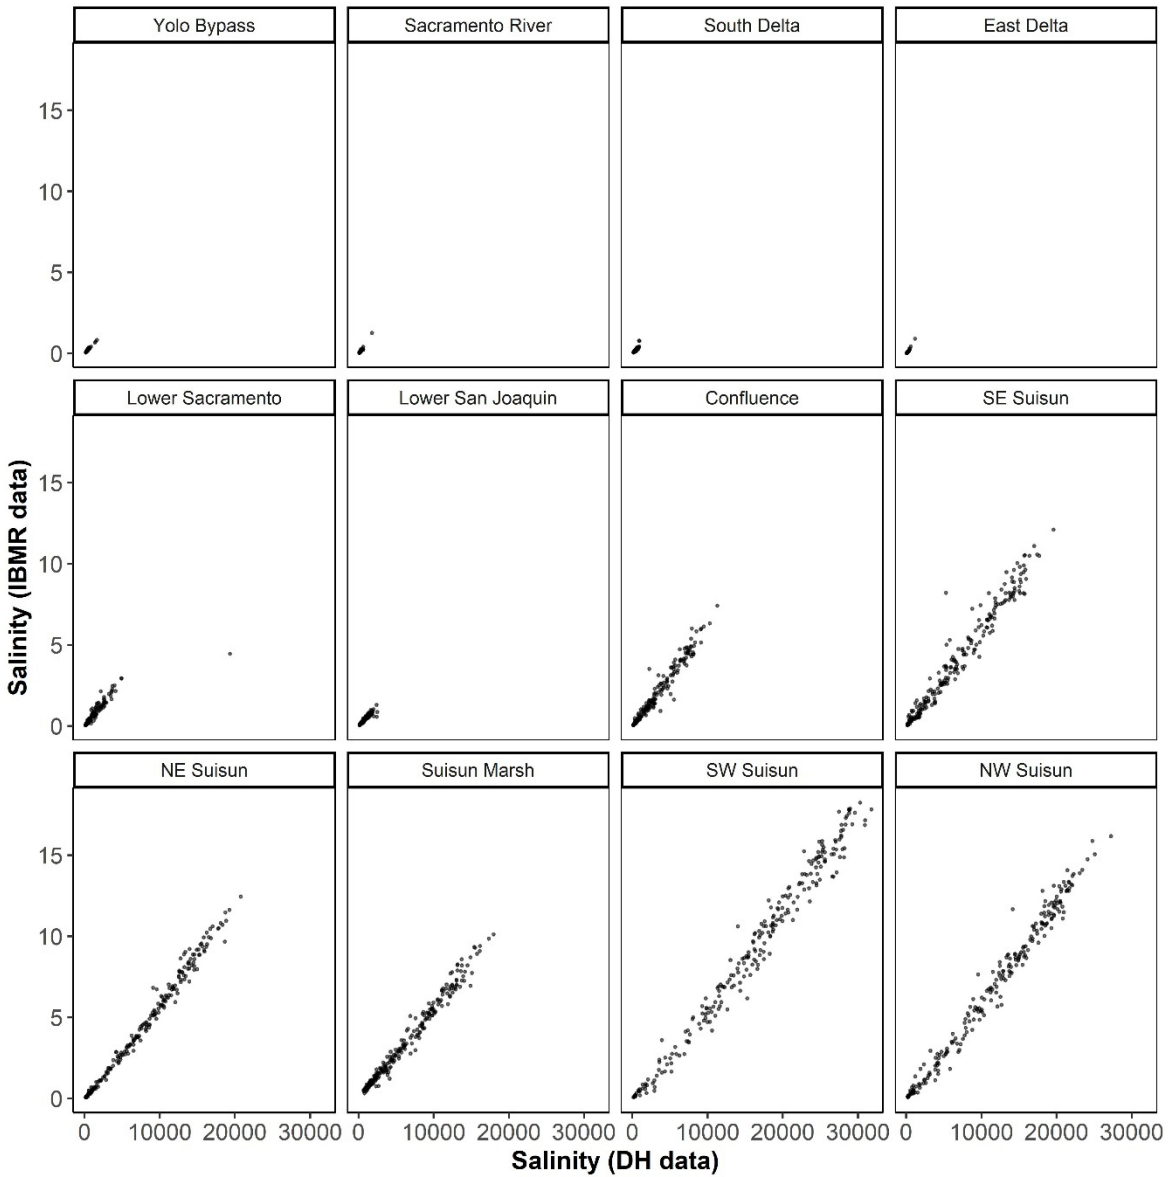 Yolo Bypass Sacramento River South Delta East Delta
15
10
5
0
Lower Sacramento Lower San Joaquin Confluence SE Suisun
Salinity (IBMR data)
15
10
5
0
NE Suisun Suisun Marsh SW Suisun NW Suisun
15
10
5
0
0 10000 20000 30000 0 10000 20000 30000 0 10000 20000 30000 0 10000 20000 30000
Salinity (DH data)